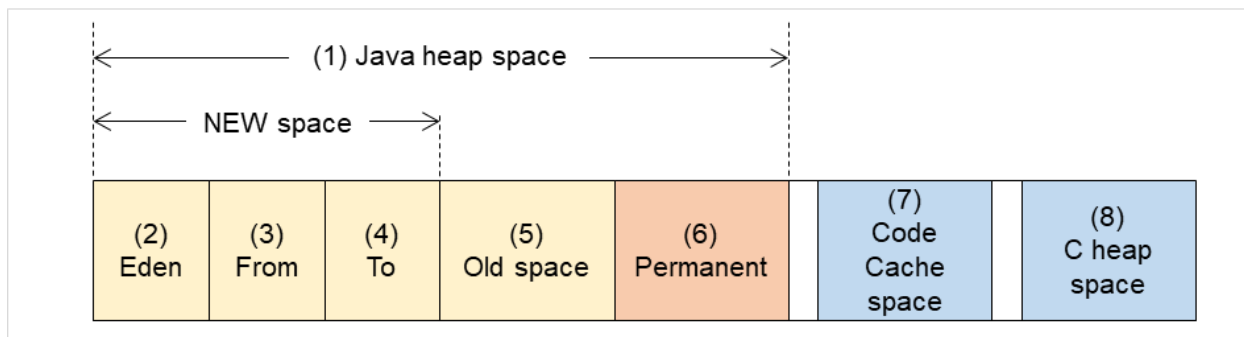 (1) Java heap space
NEW space
(2)
Eden
(3)
From
(4)
To
(5)
Old space
(6)
Permanent
(7)
Code
Cache
space
(8)
C heap
space